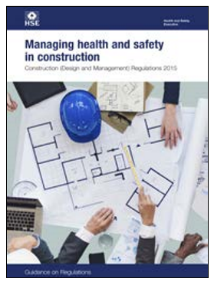 HSE
Health and Safety
Executive
Managing health and safety
in construction
Construction (Design and Management) Regulations 2015
Guidance on Regulations